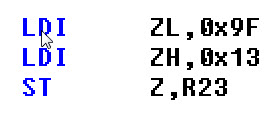 LDI ZL,0x9F
LDI ZH,0x13
ST Z,R23